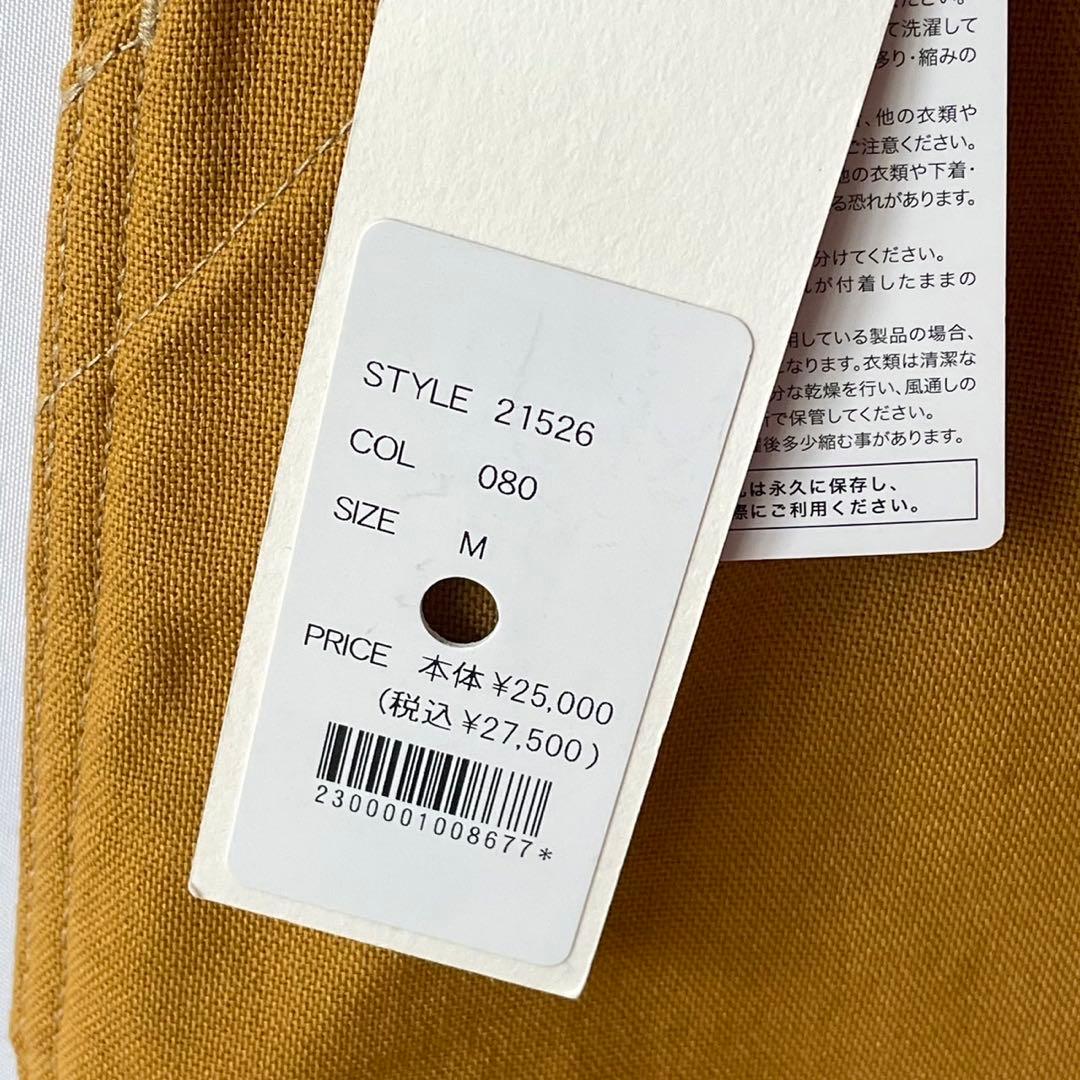 STYLE 21526
COL 080
SIZE M
PRICE 本体 ¥25,000
(税込 ¥27,500)
2300001008677*
ください。
て洗濯して
り・縮みの
、他の衣類や
ご注意ください。
他の衣類や下着・
る恐れがあります。
分けてください。
が付着したままの
用している製品の場合、
になります。衣類は清潔な
分な乾燥を行い、風通しの
で保管してください。
後多少縮む事があります。
は永久に保存し、
際にご利用ください。